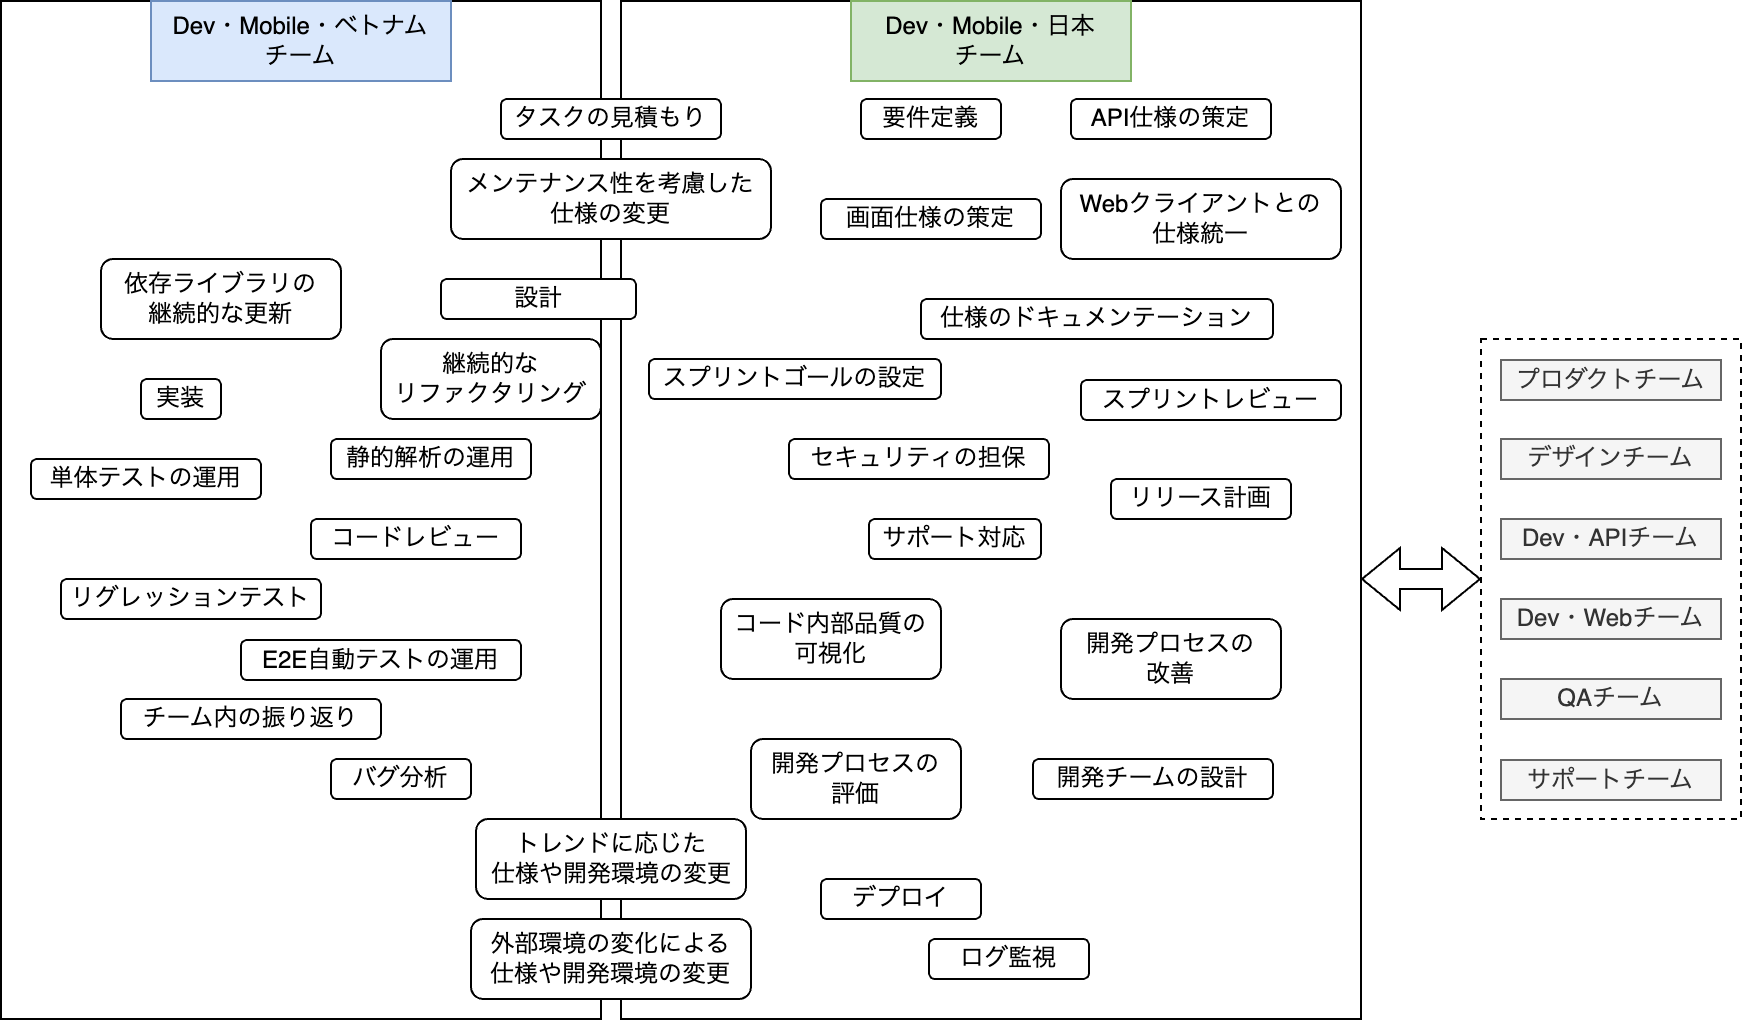 Dev・Mobile・ベトナム
チーム
Dev・Mobile・日本
チーム
タスクの見積もり
要件定義
API仕様の策定
メンテナンス性を考慮した
仕様の変更
画面仕様の策定
Webクライアントとの
仕様統一
依存ライブラリの
継続的な更新
設計
仕様のドキュメンテーション
継続的な
リファクタリング
スプリントゴールの設定
実装
スプリントレビュー
静的解析の運用
セキュリティの担保
単体テストの運用
リリース計画
コードレビュー
サポート対応
リグレッションテスト
コード内部品質の
可視化
開発プロセスの
改善
E2E自動テストの運用
チーム内の振り返り
バグ分析
開発プロセスの
評価
開発チームの設計
トレンドに応じた
仕様や開発環境の変更
デプロイ
外部環境の変化による
仕様や開発環境の変更
ログ監視
プロダクトチーム
デザインチーム
Dev・APIチーム
Dev・Webチーム
QAチーム
サポートチーム